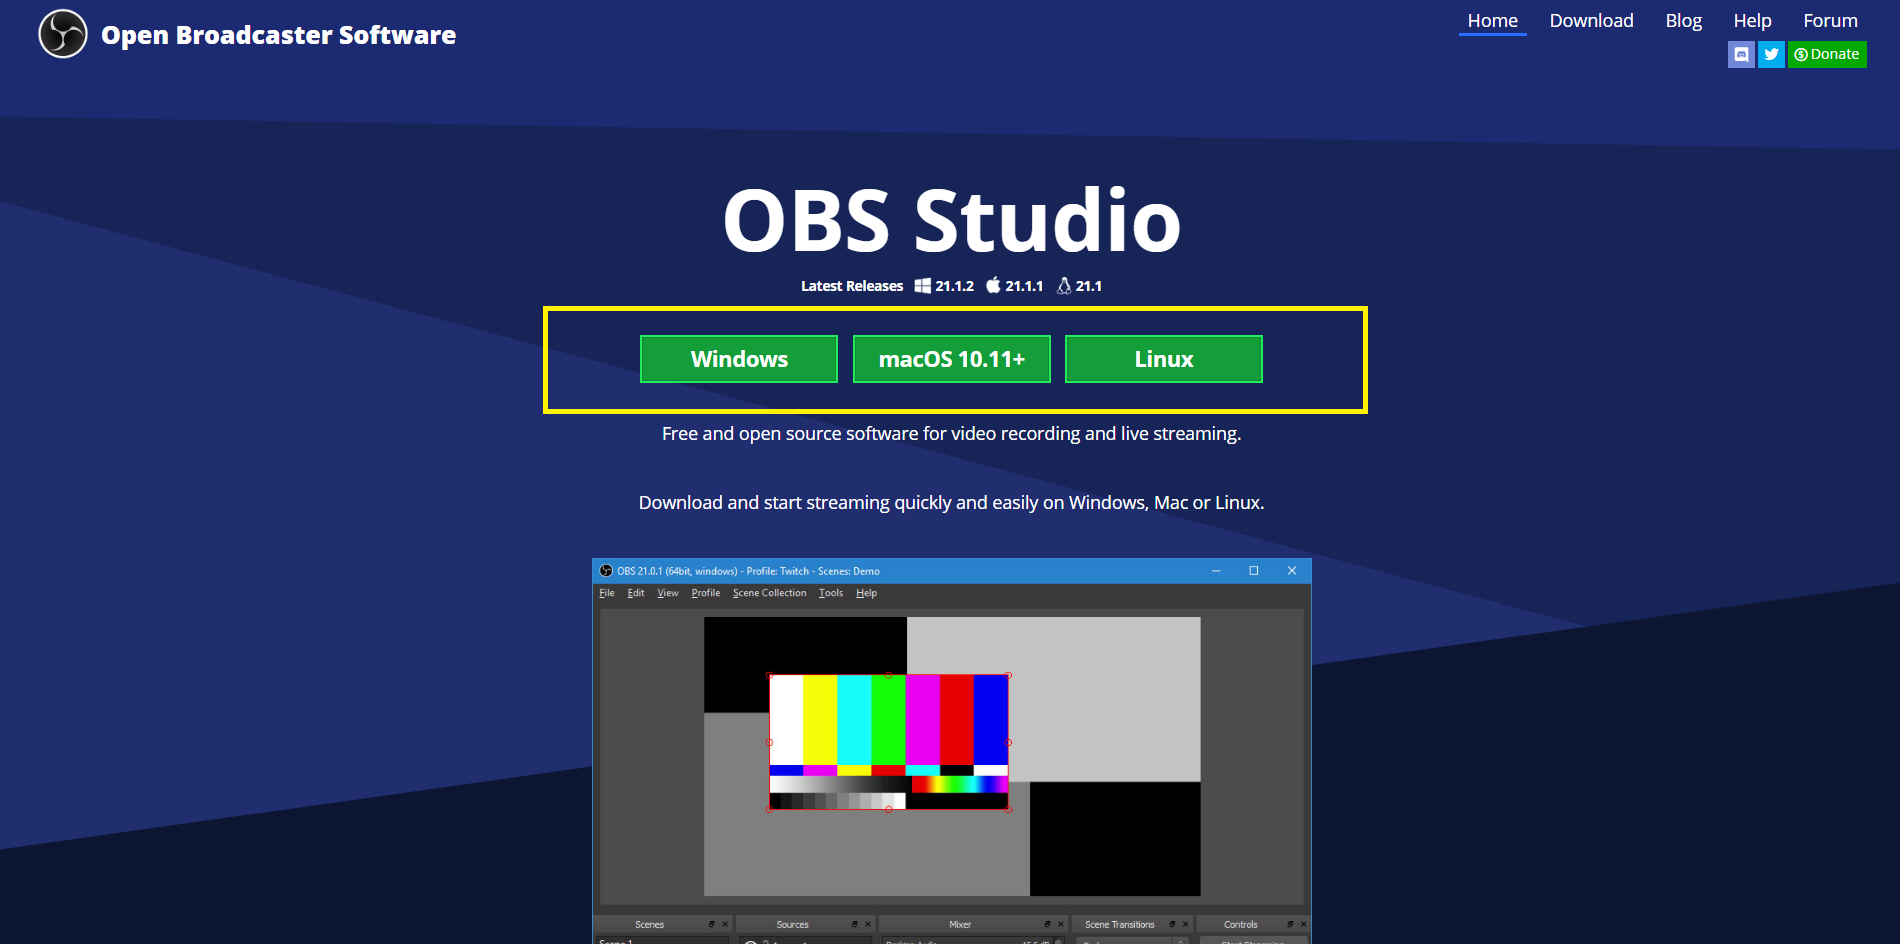 Open Broadcaster Software
Home Download Blog Help Forum
Donate
OBS Studio
Latest Releases 21.1.2 21.1.1 21.1
Windows macOS 10.11+ Linux
Free and open source software for video recording and live streaming.
Download and start streaming quickly and easily on Windows, Mac or Linux.
OBS 21.0.1 (64bit, windows) - Profile: Twitch - Scenes: Demo
File Edit View Profile Scene Collection Tools Help
Scenes Sources Mixer Scene Transitions Controls